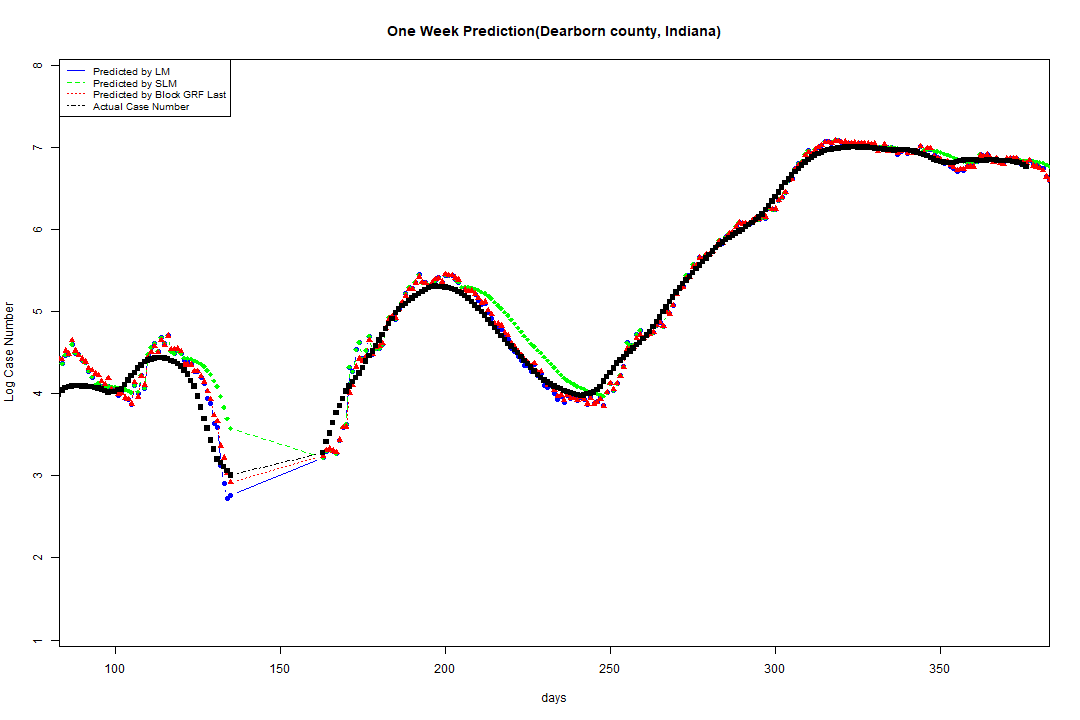 One Week Prediction(Dearborn county, Indiana)
Predicted by LM
Predicted by SLM
Predicted by Block GRF Last
Actual Case Number
8
7
6
5
4
3
2
1
Log Case Number
100 150 200 250 300 350
days